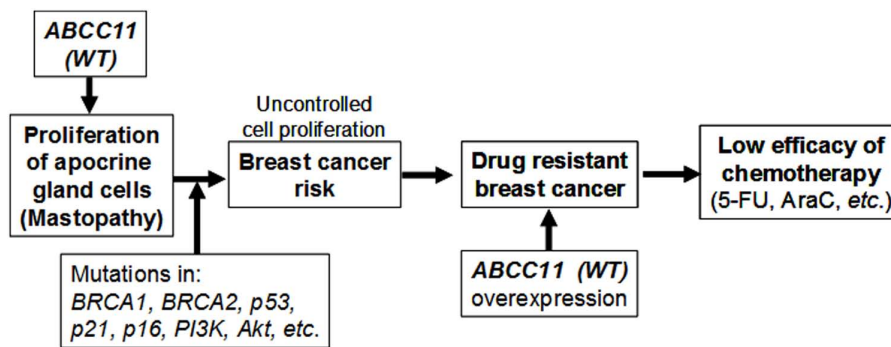 ABCC11
(WT)
Proliferation
of apocrine
gland cells
(Mastopathy)
Mutations in:
BRCA1, BRCA2, p53,
p21, p16, PI3K, Akt, etc.
Uncontrolled
cell proliferation
Breast cancer
risk
Drug resistant
breast cancer
ABCC11 (WT)
overexpression
Low efficacy of
chemotherapy
(5-FU, AraC, etc.)